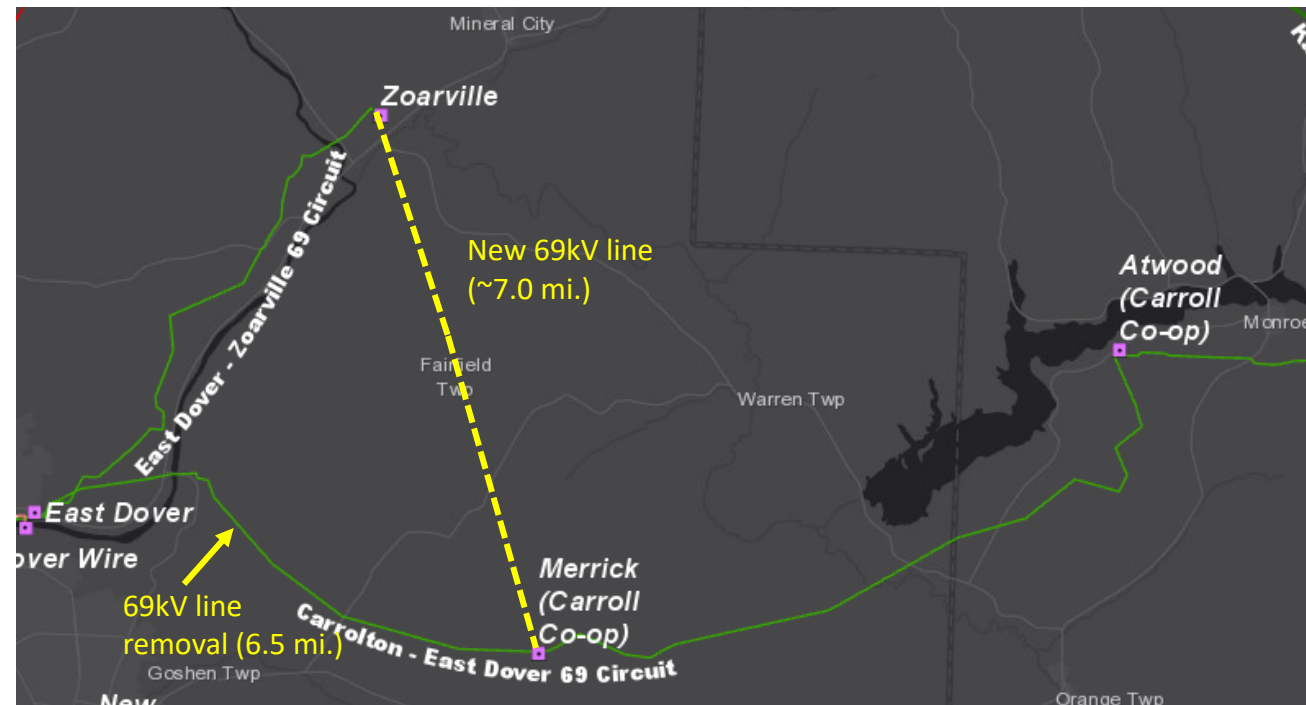 Mineral City
Zoarville
East Dover - Zoarville 69 Circuit
New 69kV line
(~7.0 mi.)
Atwood
(Carroll
Co-op)
Monroe
Fairfield
Twp
Warren Twp
East Dover
over Wire
69kV line
removal (6.5 mi.)
Merrick
(Carroll
Co-op)
Carrolton - East Dover 69 Circuit
Goshen Twp
New
Orange Twp